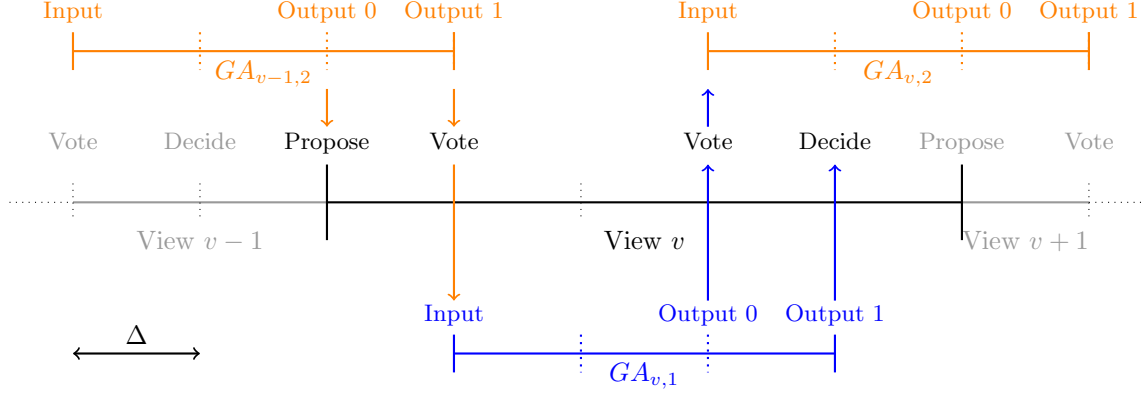 Input Output 0 Output 1 Input Output 0 Output 1
GA_{v−1,2} GA_{v,2}
Vote Decide Propose Vote Vote Decide Propose Vote
View v − 1 View v View v + 1
Input Output 0 Output 1
Δ
GA_{v,1}